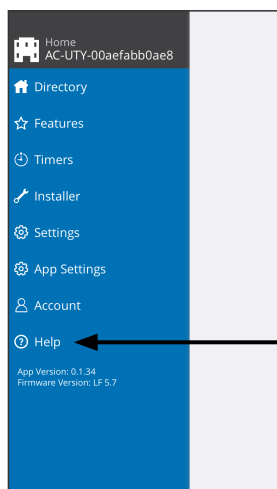 Home
AC-UTY-00aefabb0ae8
Directory
Features
Timers
Installer
Settings
App Settings
Account
Help
App Version: 0.1.34
Firmware Version: LF 5.7